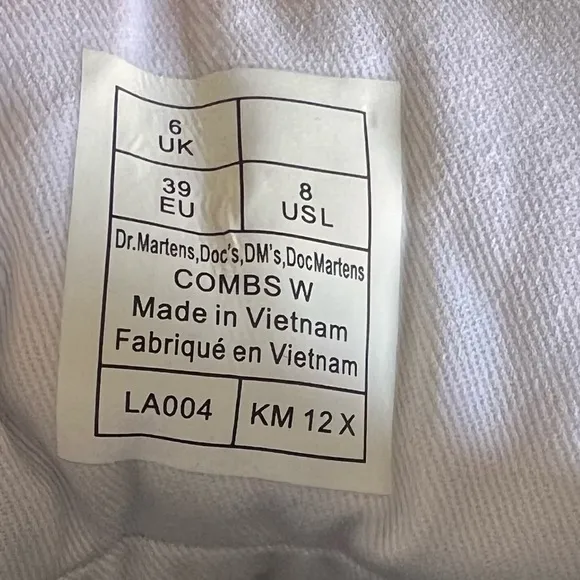 6
UK
39
EU
8
USL
Dr.Martens,Doc's,DM's,DocMartens
COMBS W
Made in Vietnam
Fabriqué en Vietnam
LA004
KM 12 X